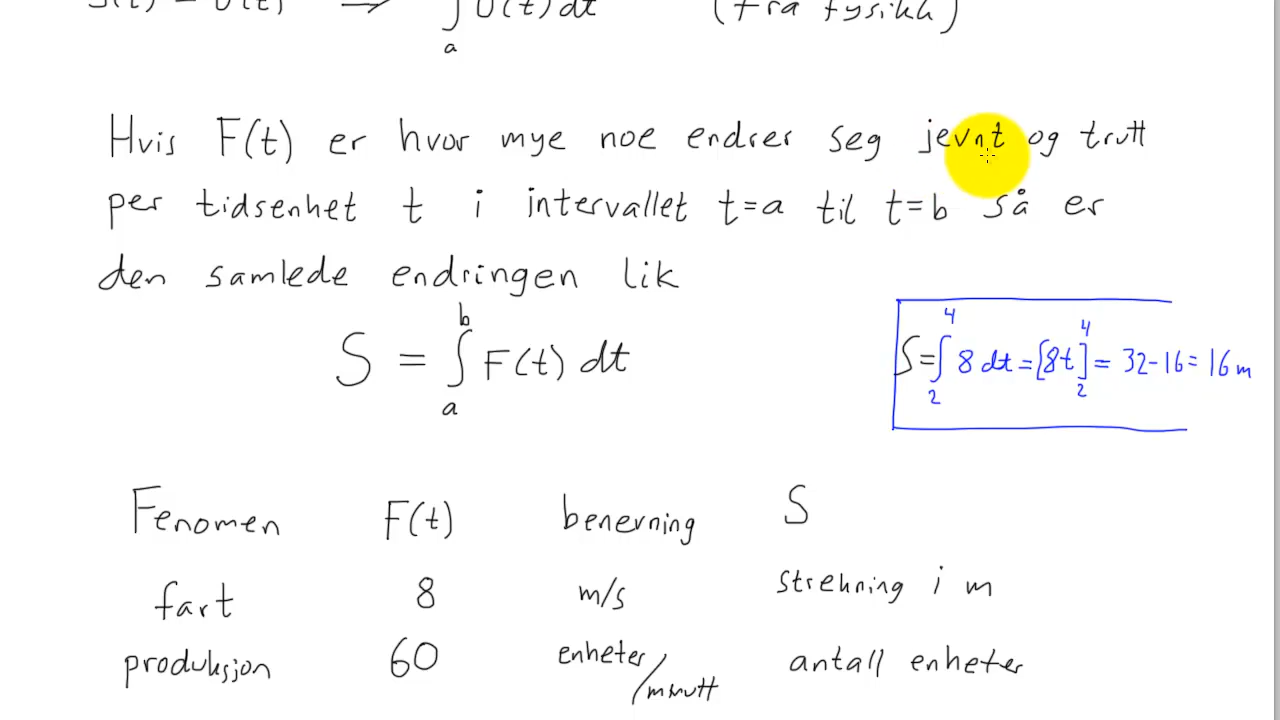 ∫ₐ v(t) dt (fra fysikk)
Hvis F(t) er hvor mye noe endrer seg jevnt og trutt
per tidsenhet t i intervallet t=a til t=b så er
den samlede endringen lik
S = ∫ₐᵇ F(t) dt
S=∫₂⁴ 8 dt = [8t]₂⁴ = 32-16 = 16 m
Fenomen F(t) benevning S
fart 8 m/s strekning i m
produksjon 60 enheter/minutt antall enheter